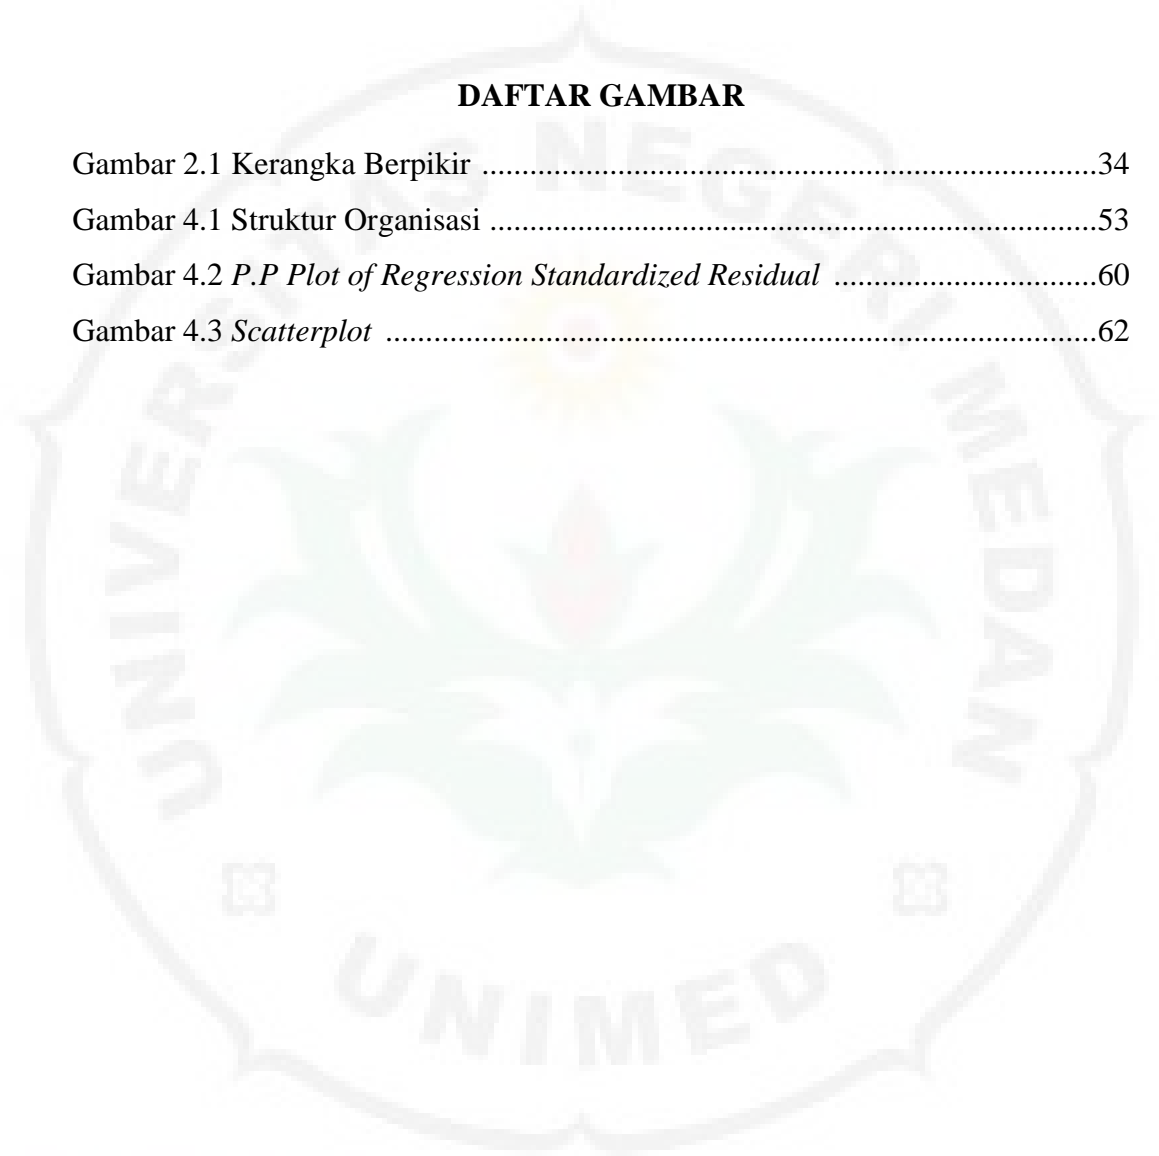 DAFTAR GAMBAR
Gambar 2.1 Kerangka Berpikir .............................................................................34
Gambar 4.1 Struktur Organisasi ............................................................................53
Gambar 4.2 P.P Plot of Regression Standardized Residual .................................60
Gambar 4.3 Scatterplot .........................................................................................62
UNIVERSITAS NEGERI MEDAN
UNIMED